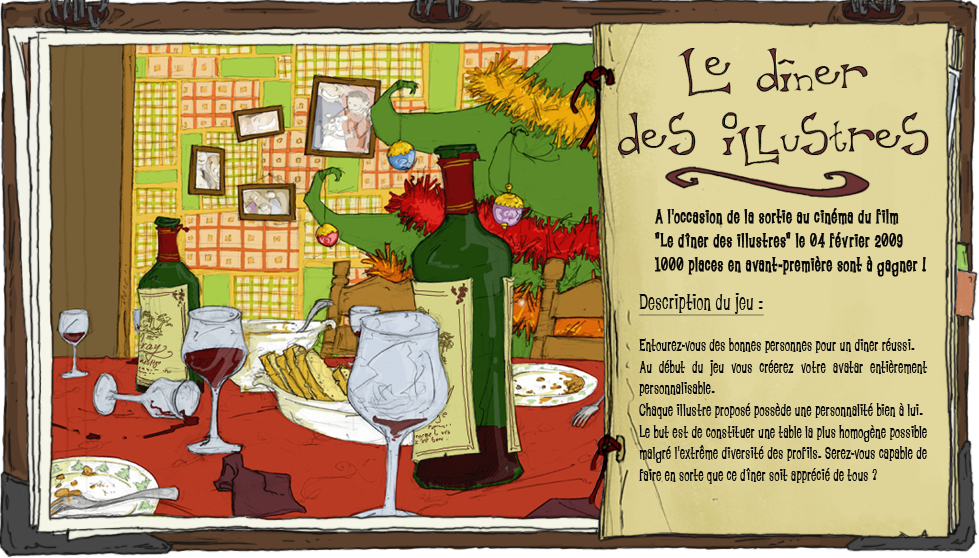 Le dîner
des illustres
A l'occasion de la sortie au cinéma du film
"Le dîner des illustres" le 04 février 2009
1000 places en avant-première sont à gagner !
Description du jeu :
Entourez-vous des bonnes personnes pour un dîner réussi.
Au début du jeu vous créerez votre avatar entièrement
personnalisable.
Chaque illustre proposé possède une personnalité bien à lui.
Le but est de constituer une table la plus homogène possible
malgré l'extrême diversité des profils. Serez-vous capable de
faire en sorte que ce dîner soit apprécié de tous ?